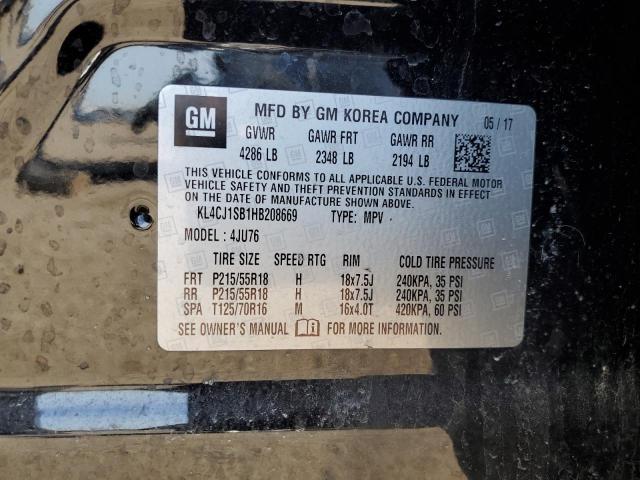 GM MFD BY GM KOREA COMPANY 05 / 17
GVWR GAWR FRT GAWR RR
4286 LB 2348 LB 2194 LB
THIS VEHICLE CONFORMS TO ALL APPLICABLE U.S. FEDERAL MOTOR
VEHICLE SAFETY AND THEFT PREVENTION STANDARDS IN EFFECT
ON THE DATE OF MANUFACTURE SHOWN ABOVE.
KL4CJ1SB1HB208669 TYPE: MPV
MODEL : 4JU76
TIRE SIZE SPEED RTG RIM COLD TIRE PRESSURE
FRT P215/55R18 H 18x7.5J 240KPA, 35 PSI
RR P215/55R18 H 18x7.5J 240KPA, 35 PSI
SPA T125/70R16 M 16x4.0T 420KPA, 60 PSI
SEE OWNER'S MANUAL FOR MORE INFORMATION.